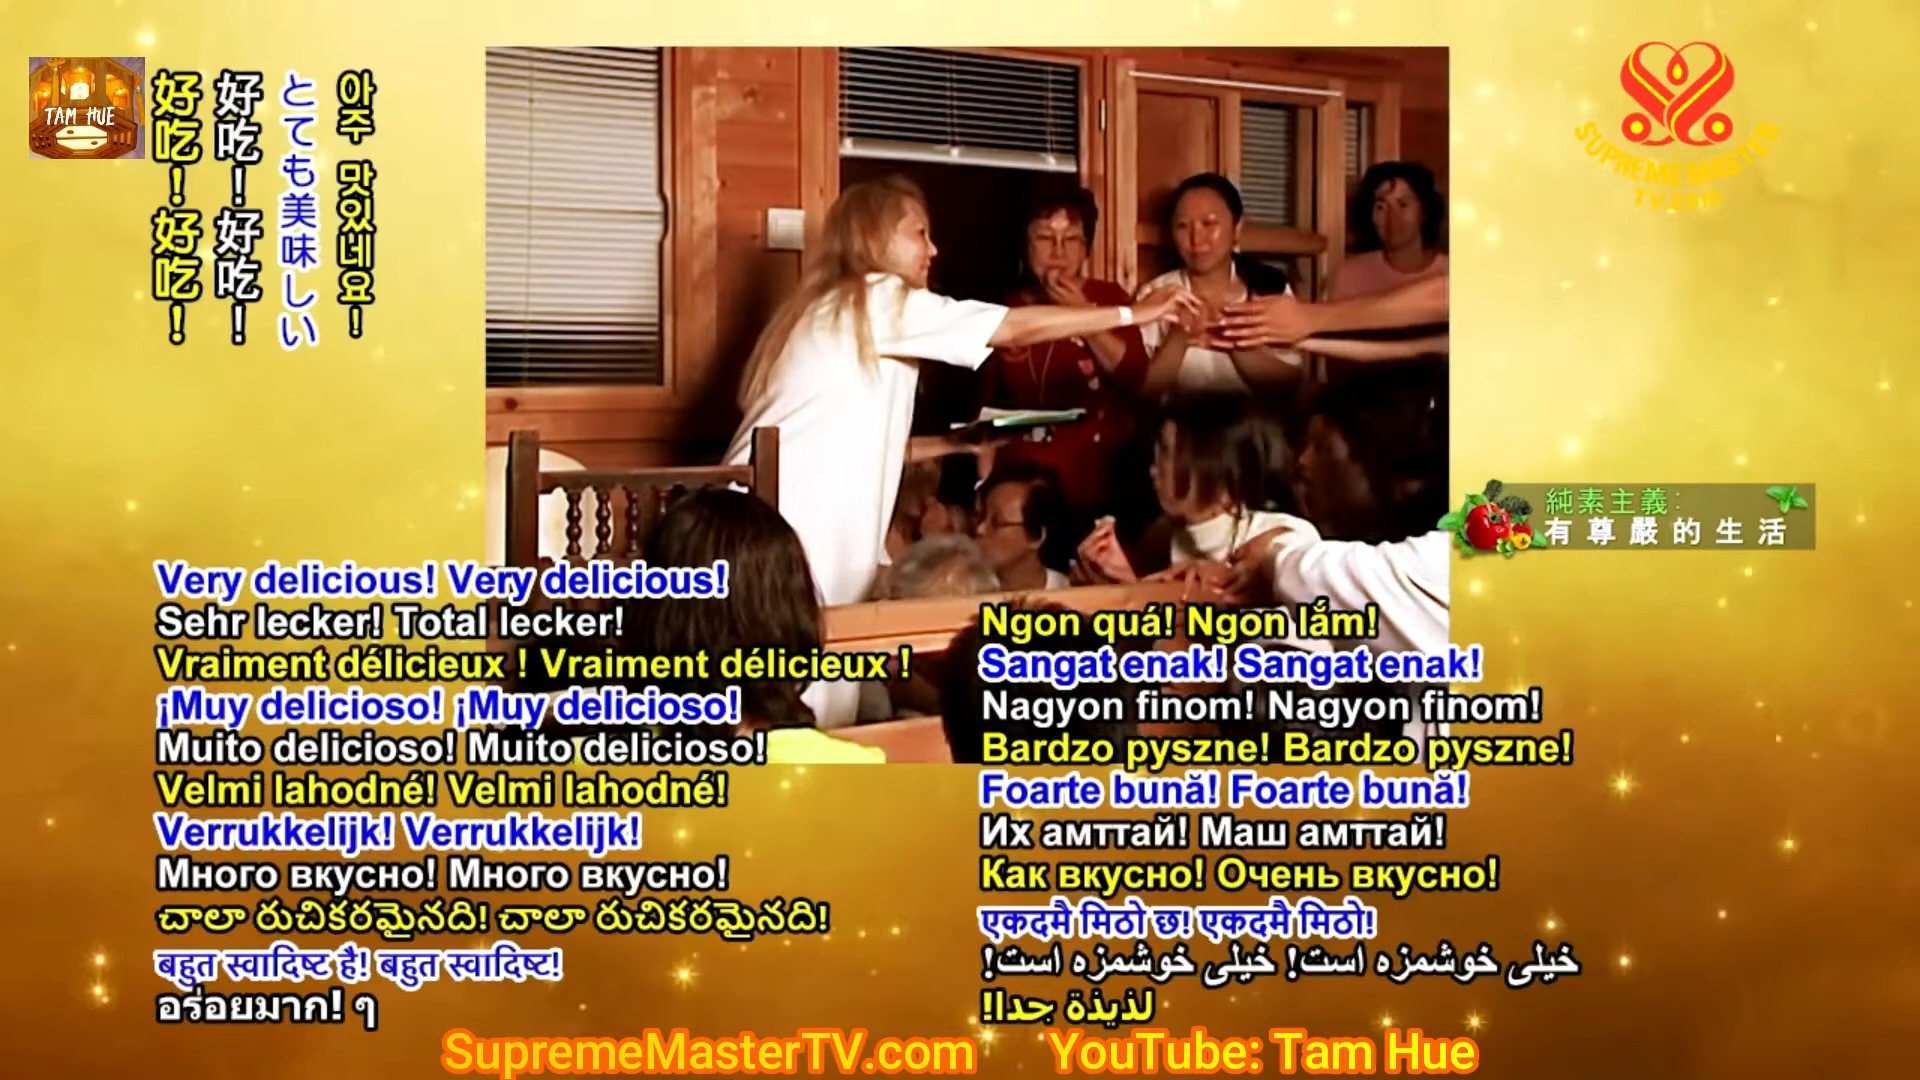 TAM HUE
好吃！好吃！
好吃！好吃！
とても美味しい
아주 맛있네요!
SUPREME MASTER
TV.com
純素主義：
有尊嚴的生活
Very delicious! Very delicious!
Sehr lecker! Total lecker!
Vraiment délicieux ! Vraiment délicieux !
¡Muy delicioso! ¡Muy delicioso!
Muito delicioso! Muito delicioso!
Velmi lahodné! Velmi lahodné!
Verrukkelijk! Verrukkelijk!
Много вкусно! Много вкусно!
చాలా రుచికరమైనది! చాలా రుచికరమైనది!
बहुत स्वादिष्ट है! बहुत स्वादिष्ट!
อร่อยมาก! ๆ
Ngon quá! Ngon lắm!
Sangat enak! Sangat enak!
Nagyon finom! Nagyon finom!
Bardzo pyszne! Bardzo pyszne!
Foarte bună! Foarte bună!
Их амттай! Маш амттай!
Как вкусно! Очень вкусно!
एकदमै मिठो छ! एकदमै मिठो!
خیلی خوشمزه است! خیلی خوشمزه است!
لذيذة جدا!!
SupremeMasterTV.com YouTube: Tam Hue